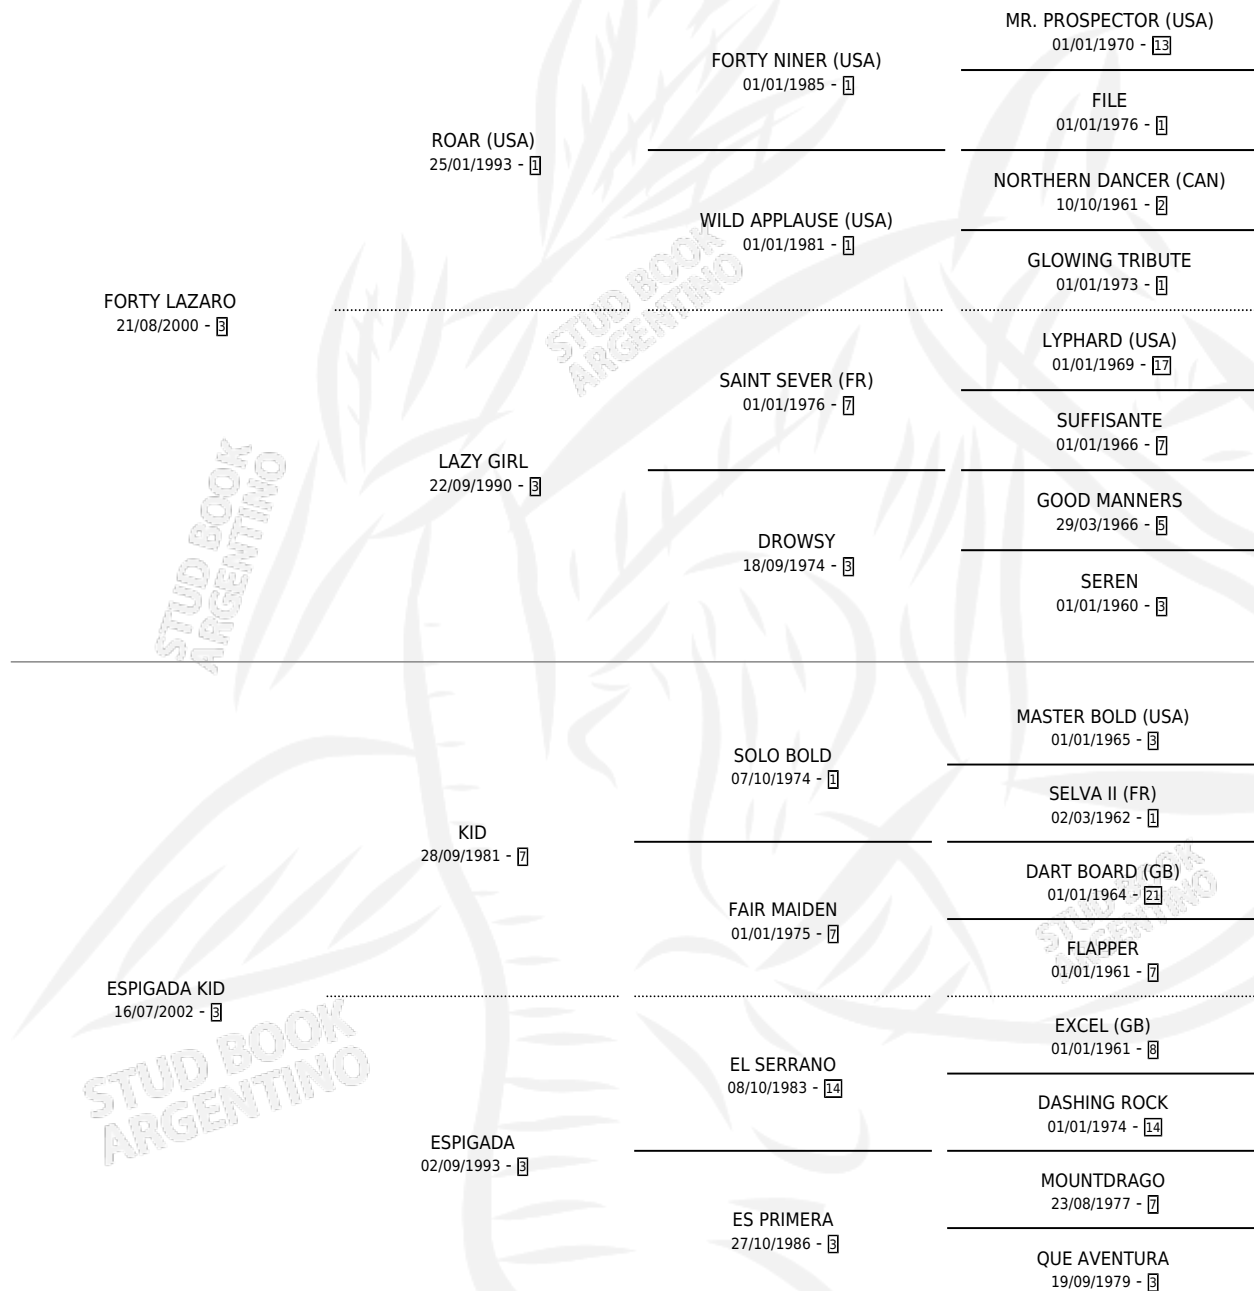 MR. PROSPECTOR (USA)
01/01/1970 - 13
FORTY NINER (USA)
01/01/1985 - 1
FILE
01/01/1976 - 1
ROAR (USA)
25/01/1993 - 1
NORTHERN DANCER (CAN)
10/10/1961 - 2
WILD APPLAUSE (USA)
01/01/1981 - 1
GLOWING TRIBUTE
01/01/1973 - 1
FORTY LAZARO
21/08/2000 - 3
LYPHARD (USA)
01/01/1969 - 17
SAINT SEVER (FR)
01/01/1976 - 7
SUFFISANTE
01/01/1966 - 7
LAZY GIRL
22/09/1990 - 3
GOOD MANNERS
29/03/1966 - 5
DROWSY
18/09/1974 - 3
SEREN
01/01/1960 - 3
STUD BOOK
ARGENTINO
STUD BOOK
ARGENTINO
MASTER BOLD (USA)
01/01/1965 - 3
SOLO BOLD
07/10/1974 - 1
SELVA II (FR)
02/03/1962 - 1
KID
28/09/1981 - 7
DART BOARD (GB)
01/01/1964 - 21
FAIR MAIDEN
01/01/1975 - 7
FLAPPER
01/01/1961 - 7
STUD BOOK
ARGENTINO
ESPIGADA KID
16/07/2002 - 3
EXCEL (GB)
01/01/1961 - 8
EL SERRANO
08/10/1983 - 14
DASHING ROCK
01/01/1974 - 14
STUD BOOK
ARGENTINO
ESPIGADA
02/09/1993 - 3
MOUNTDRAGO
23/08/1977 - 7
ES PRIMERA
27/10/1986 - 3
QUE AVENTURA
19/09/1979 - 3